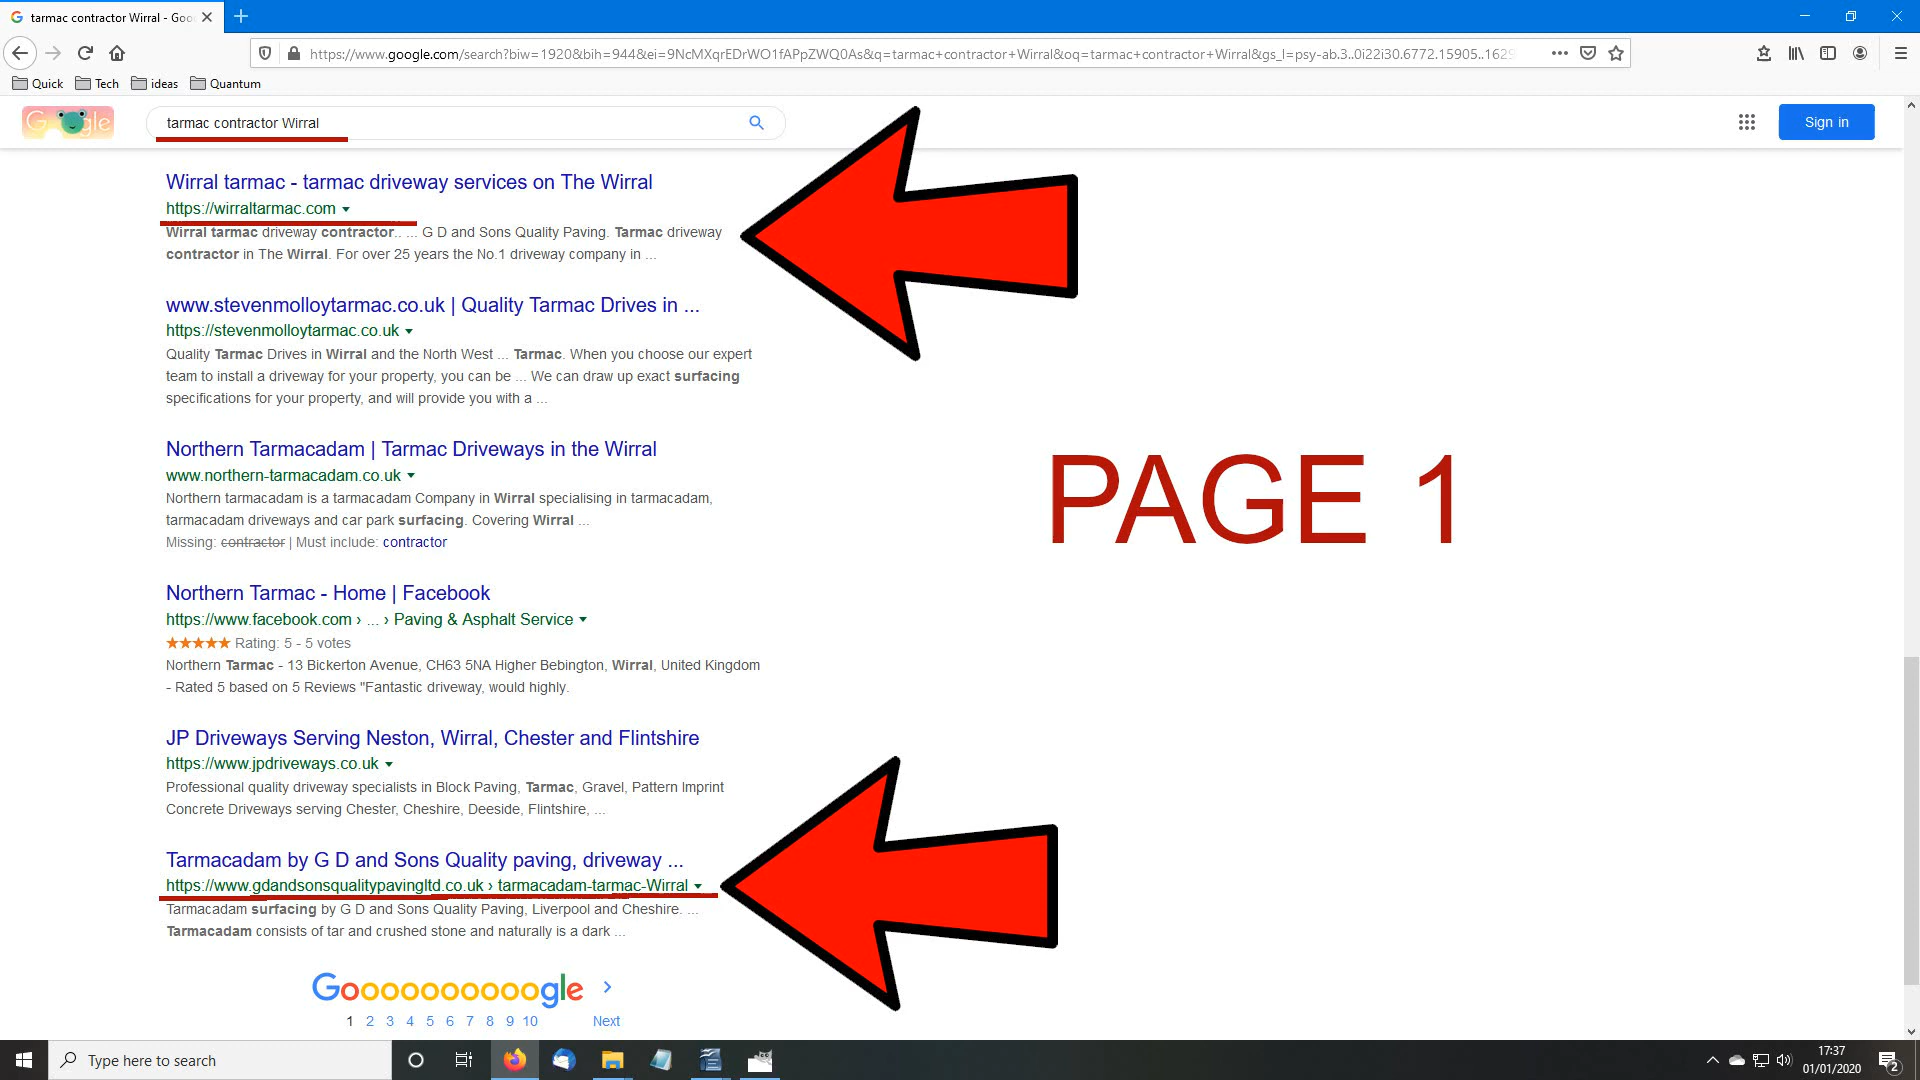 tarmac contractor Wirral - Goo
https://www.google.com/search?biw=1920&bih=944&ei=9NcMXqrEDrWO1fAPpZWQ0As&q=tarmac+contractor+Wirral&oq=tarmac+contractor+Wirral&gs_l=psy-ab.3..0i22i30.6772.15905..1629
Quick Tech ideas Quantum
Google tarmac contractor Wirral Sign in
Wirral tarmac - tarmac driveway services on The Wirral
https://wirraltarmac.com
Wirral tarmac driveway contractor.. ... G D and Sons Quality Paving. Tarmac driveway
contractor in The Wirral. For over 25 years the No.1 driveway company in ...
www.stevenmolloytarmac.co.uk | Quality Tarmac Drives in ...
https://stevenmolloytarmac.co.uk
Quality Tarmac Drives in Wirral and the North West ... Tarmac. When you choose our expert
team to install a driveway for your property, you can be ... We can draw up exact surfacing
specifications for your property, and will provide you with a ...
Northern Tarmacadam | Tarmac Driveways in the Wirral
www.northern-tarmacadam.co.uk
Northern tarmacadam is a tarmacadam Company in Wirral specialising in tarmacadam,
tarmacadam driveways and car park surfacing. Covering Wirral ...
Missing: contractor | Must include: contractor
PAGE 1
Northern Tarmac - Home | Facebook
https://www.facebook.com › ... › Paving & Asphalt Service
★★★★★ Rating: 5 - 5 votes
Northern Tarmac - 13 Bickerton Avenue, CH63 5NA Higher Bebington, Wirral, United Kingdom
- Rated 5 based on 5 Reviews "Fantastic driveway, would highly.
JP Driveways Serving Neston, Wirral, Chester and Flintshire
https://www.jpdriveways.co.uk
Professional quality driveway specialists in Block Paving, Tarmac, Gravel, Pattern Imprint
Concrete Driveways serving Chester, Cheshire, Deeside, Flintshire, ...
Tarmacadam by G D and Sons Quality paving, driveway ...
https://www.gdandsonsqualitypavingltd.co.uk › tarmacadam-tarmac-Wirral
Tarmacadam surfacing by G D and Sons Quality Paving, Liverpool and Cheshire. ...
Tarmacadam consists of tar and crushed stone and naturally is a dark ...
Goooooooooogle
1 2 3 4 5 6 7 8 9 10 Next
Type here to search
17:37
01/01/2020
2